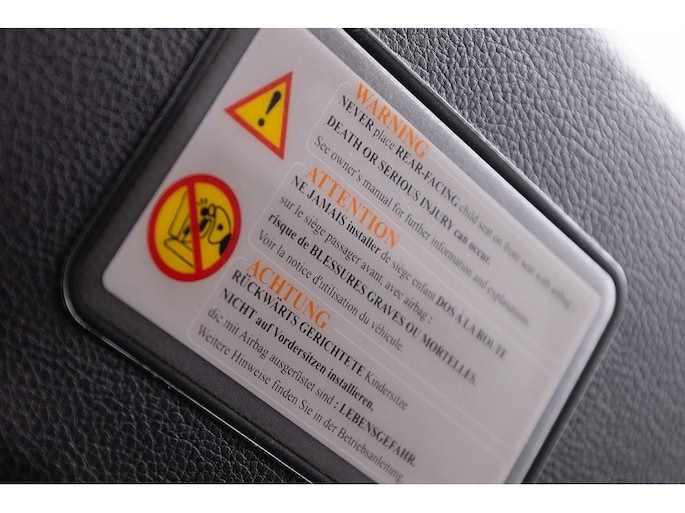 WARNING
NEVER place REAR-FACING child seat on front seat with airbag :
DEATH OR SERIOUS INJURY can occur.
See owner's manual for further information and explanations.
ATTENTION
NE JAMAIS installer de siège enfant DOS A LA ROUTE
sur le siège passager avant, avec airbag :
risque de BLESSURES GRAVES OU MORTELLES.
Voir la notice d'utilisation du véhicule.
ACHTUNG
RÜCKWÄRTS GERICHTETE Kindersitze
NICHT auf Vordersitzen installieren,
die mit Airbag ausgerüstet sind : LEBENSGEFAHR.
Weitere Hinweise finden Sie in der Betriebsanleitung